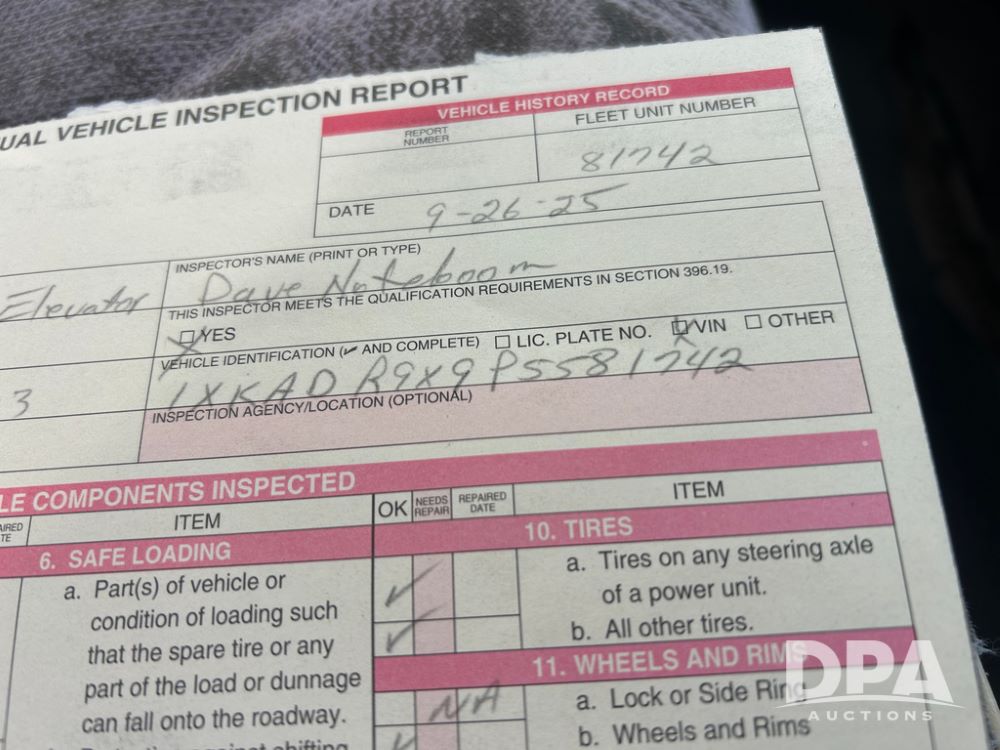 UAL VEHICLE INSPECTION REPORT
VEHICLE HISTORY RECORD
REPORT
NUMBER
FLEET UNIT NUMBER
81742
DATE 9-26-25
INSPECTOR'S NAME (PRINT OR TYPE)
Elevator
Dave Noteboom
THIS INSPECTOR MEETS THE QUALIFICATION REQUIREMENTS IN SECTION 396.19.
YES
VEHICLE IDENTIFICATION (✓ AND COMPLETE) LIC. PLATE NO. VIN OTHER
3
1XKADR9X9PS581742
INSPECTION AGENCY/LOCATION (OPTIONAL)
LE COMPONENTS INSPECTED
AIRED
TE
ITEM
OK
NEEDS
REPAIR
REPAIRED
DATE
ITEM
6. SAFE LOADING
a. Part(s) of vehicle or
condition of loading such
that the spare tire or any
part of the load or dunnage
can fall onto the roadway.
10. TIRES
✓
a. Tires on any steering axle
of a power unit.
✓
b. All other tires.
11. WHEELS AND RIMS
NA
a. Lock or Side Ring
✓
b. Wheels and Rims
DPA
AUCTIONS